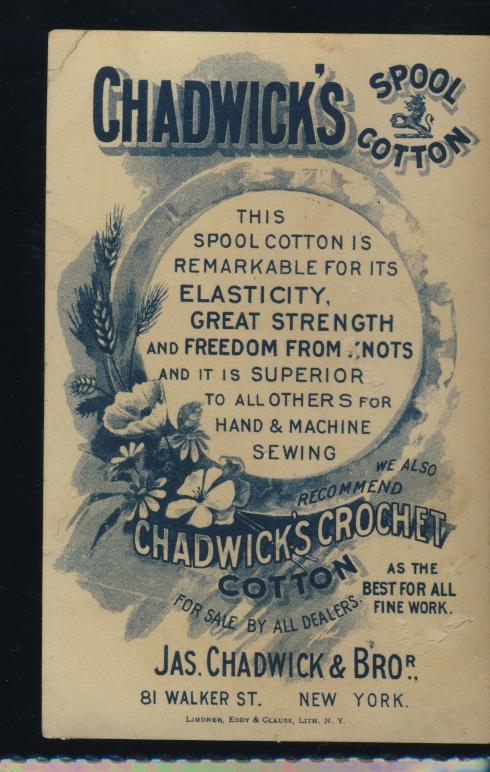 CHADWICK'S
SPOOL
COTTON
THIS
SPOOL COTTON IS
REMARKABLE FOR ITS
ELASTICITY,
GREAT STRENGTH
AND FREEDOM FROM KNOTS
AND IT IS SUPERIOR
TO ALL OTHERS FOR
HAND & MACHINE
SEWING
WE ALSO
RECOMMEND
CHADWICK'S CROCHET
COTTON
AS THE
BEST FOR ALL
FINE WORK.
FOR SALE BY ALL DEALERS.
JAS. CHADWICK & BROR.,
81 WALKER ST. NEW YORK.
LINDNER, EDDY & CLAUSS, LITH. N. Y.